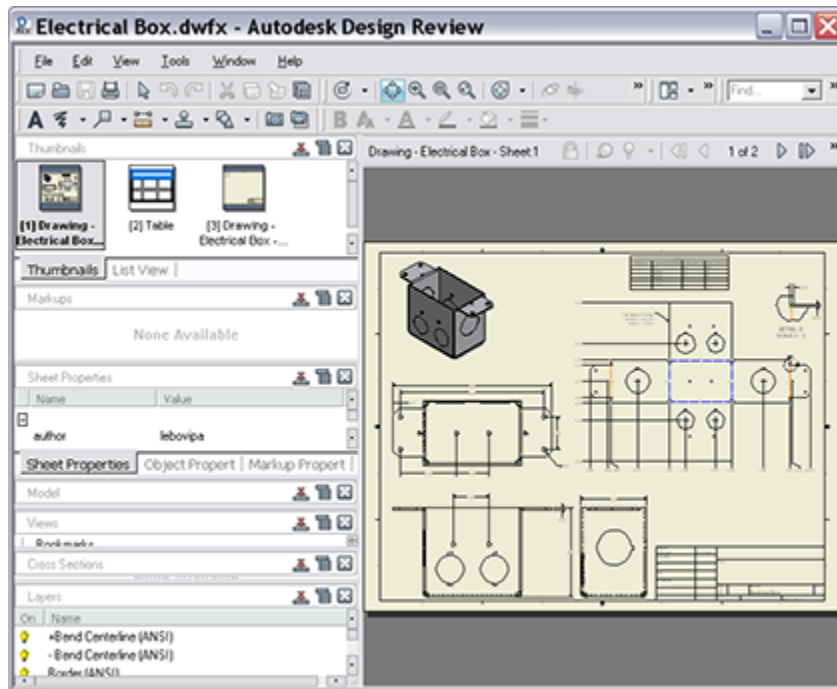 Electrical Box.dwfx - Autodesk Design Review
File Edit View Tools Window Help
Find...
Thumbnails
[1] Drawing - Electrical Box...
[2] Table
[3] Drawing - Electrical Box -...
Thumbnails List View
Markups
None Available
Sheet Properties
Name Value
author lebovipa
Sheet Properties Object Propert Markup Propert
Model
Views
Bookmarks
Cross Sections
Layers
On Name
+Bend Centerline (ANSI)
-Bend Centerline (ANSI)
Border (ANSI)
Drawing - Electrical Box - Sheet:1
1 of 2